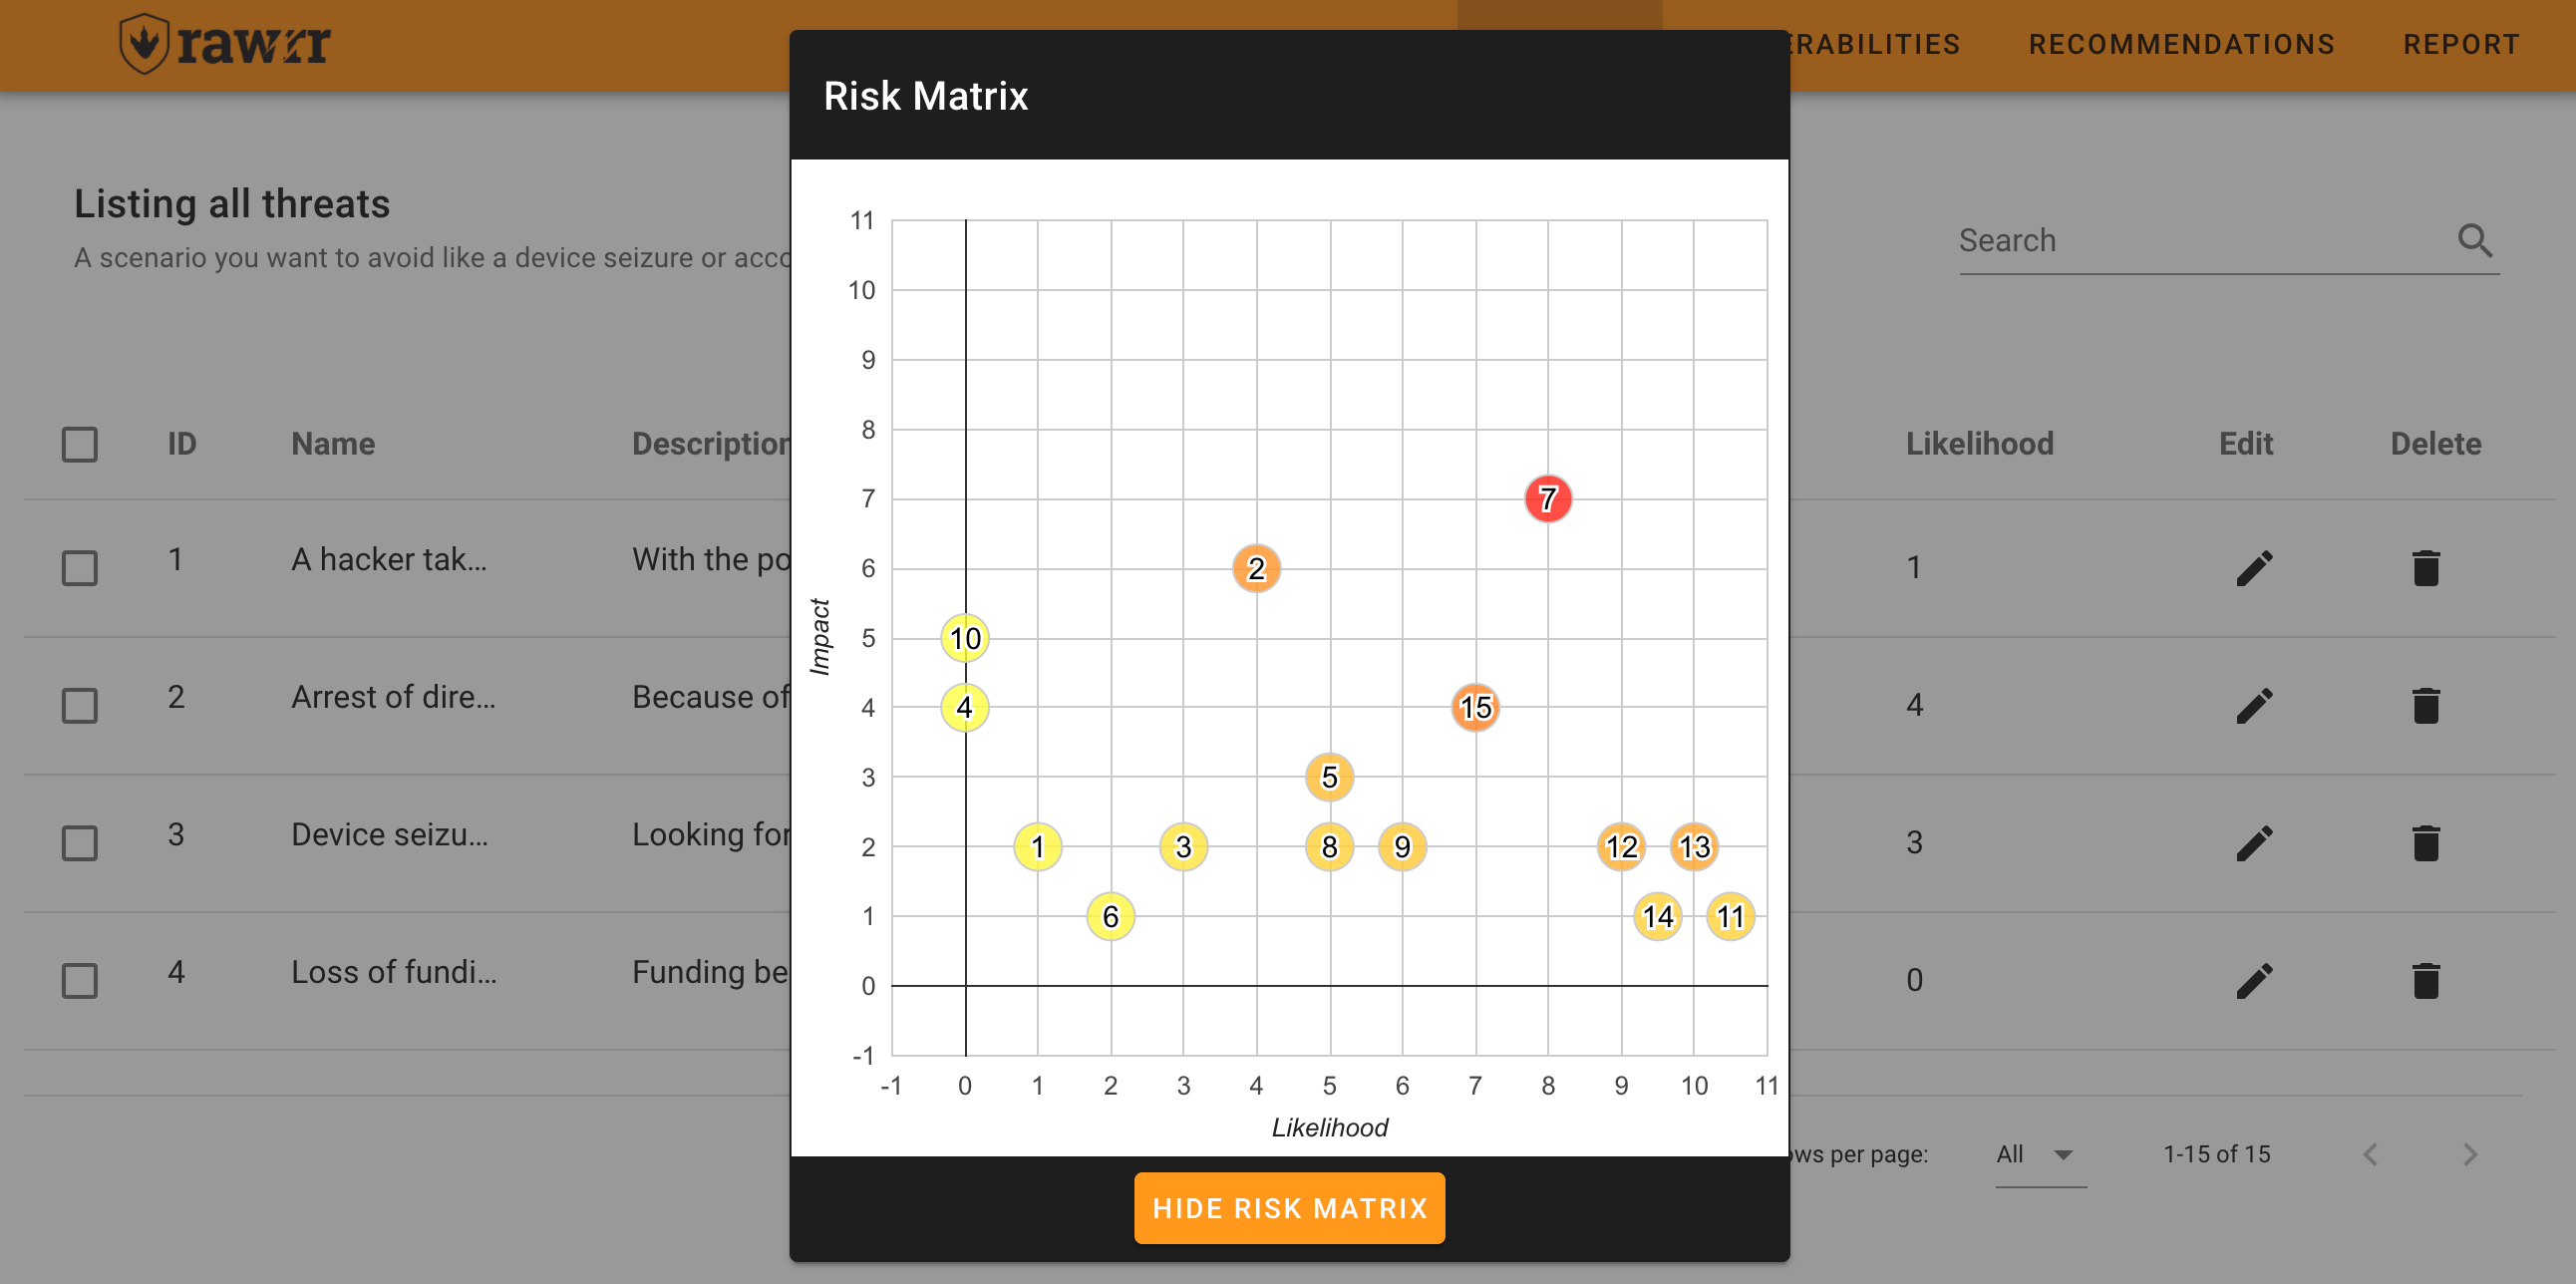 rawrr
ERABILITIES
RECOMMENDATIONS
REPORT
Risk Matrix
Listing all threats
A scenario you want to avoid like a device seizure or acco
Search
ID Name Description Likelihood Edit Delete
1 A hacker tak... With the po 1
2 Arrest of dire... Because of 4
3 Device seizu... Looking for 3
4 Loss of fundi... Funding be 0
11
10
9
8
7 7
6 2
Impact
5 10
4 4 15
3 5
2 1 3 8 9 12 13
1 6 14 11
0
-1
-1 0 1 2 3 4 5 6 7 8 9 10 11
Likelihood
ws per page: All 1-15 of 15
HIDE RISK MATRIX